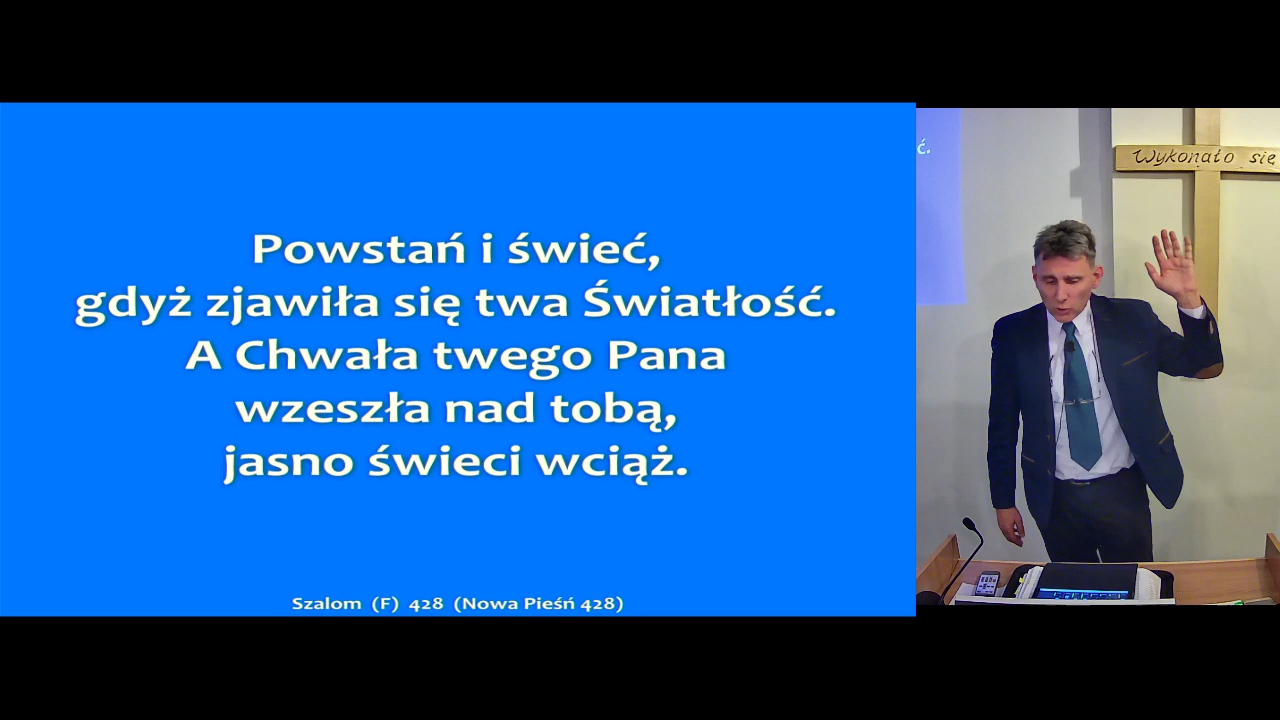 Powstań i świeć,
gdyż zjawiła się twa Światłość.
A Chwała twego Pana
wzeszła nad tobą,
jasno świeci wciąż.
Szalom (F) 428 (Nowa Pieśń 428)
ć.
Wykonało się